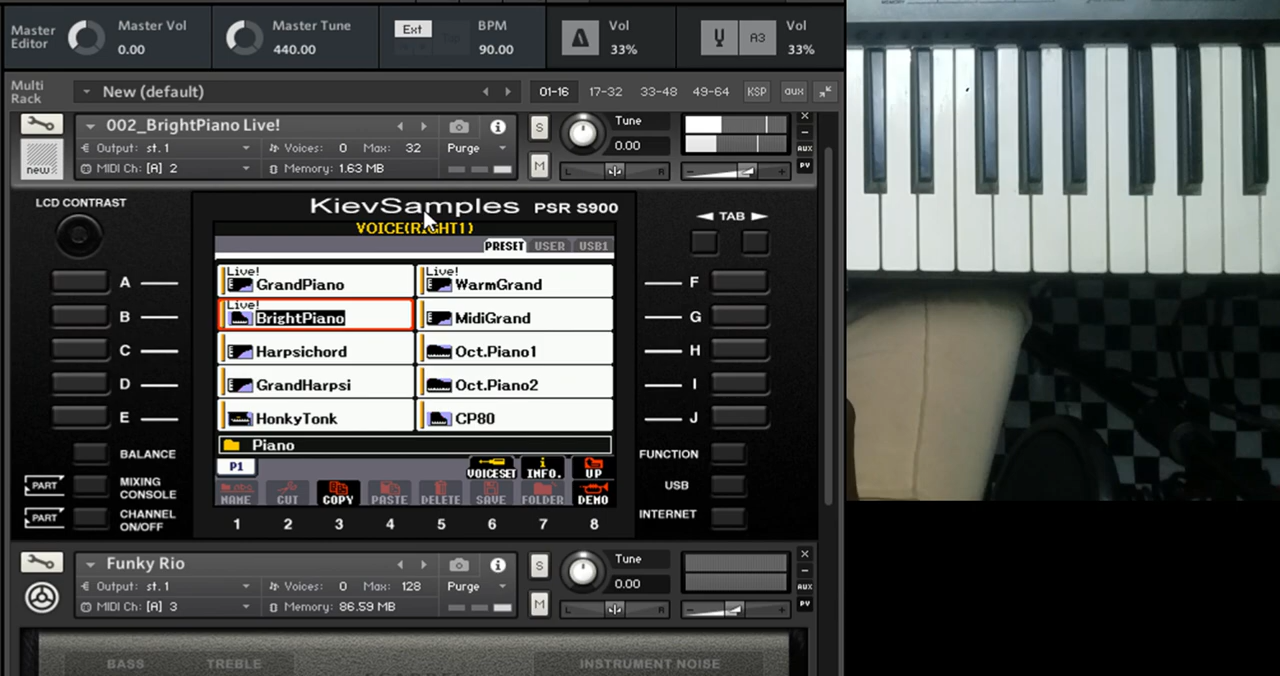 Master Editor
Master Vol
0.00
Master Tune
440.00
Ext
BPM
90.00
Vol
33%
A3
Vol
33%
Multi Rack
New (default)
01-16
17-32
33-48
49-64
KSP
aux
002_BrightPiano Live!
Output: st.1
Voices: 0 Max: 32
Purge
MIDI Ch: [A] 2
Memory: 1.63 MB
new
S
M
Tune
0.00
L
R
AUX
PV
LCD CONTRAST
KievSamples PSR S900
VOICE(RIGHT1)
PRESET
USER
USB1
TAB
A
B
C
D
E
Live!
GrandPiano
Live!
WarmGrand
Live!
BrightPiano
MidiGrand
Harpsichord
Oct.Piano1
GrandHarpsi
Oct.Piano2
HonkyTonk
CP80
Piano
P1
VOICESET
INFO.
UP
NAME
CUT
COPY
PASTE
DELETE
SAVE
FOLDER
DEMO
1 2 3 4 5 6 7 8
F
G
H
I
J
BALANCE
PART
MIXING CONSOLE
PART
CHANNEL ON/OFF
FUNCTION
USB
INTERNET
Funky Rio
Output: st.1
Voices: 0 Max: 128
Purge
MIDI Ch: [A] 3
Memory: 86.59 MB
S
M
Tune
0.00
L
R
AUX
PV
BASS
TREBLE
INSTRUMENT NOISE